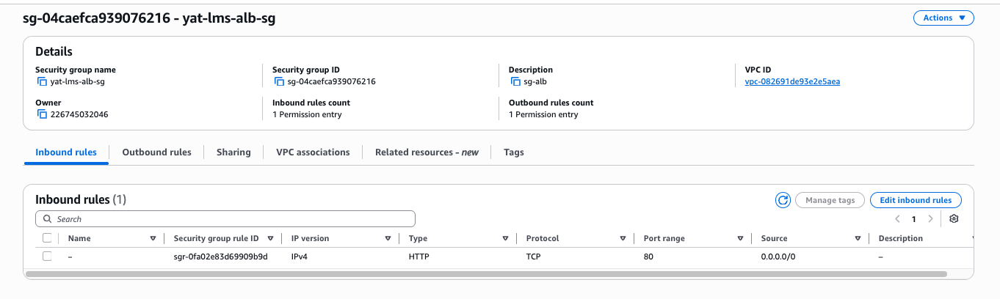 sg-04caefca939076216 - yat-lms-alb-sg
Actions
Details
Security group name
yat-lms-alb-sg
Security group ID
sg-04caefca939076216
Description
sg-alb
VPC ID
vpc-082691de93e2e5aea
Owner
226745032046
Inbound rules count
1 Permission entry
Outbound rules count
1 Permission entry
Inbound rules Outbound rules Sharing VPC associations Related resources - new Tags
Inbound rules (1)
Manage tags Edit inbound rules
Search
1
Name Security group rule ID IP version Type Protocol Port range Source Description
– sgr-0fa02e83d69909b9d IPv4 HTTP TCP 80 0.0.0.0/0 –